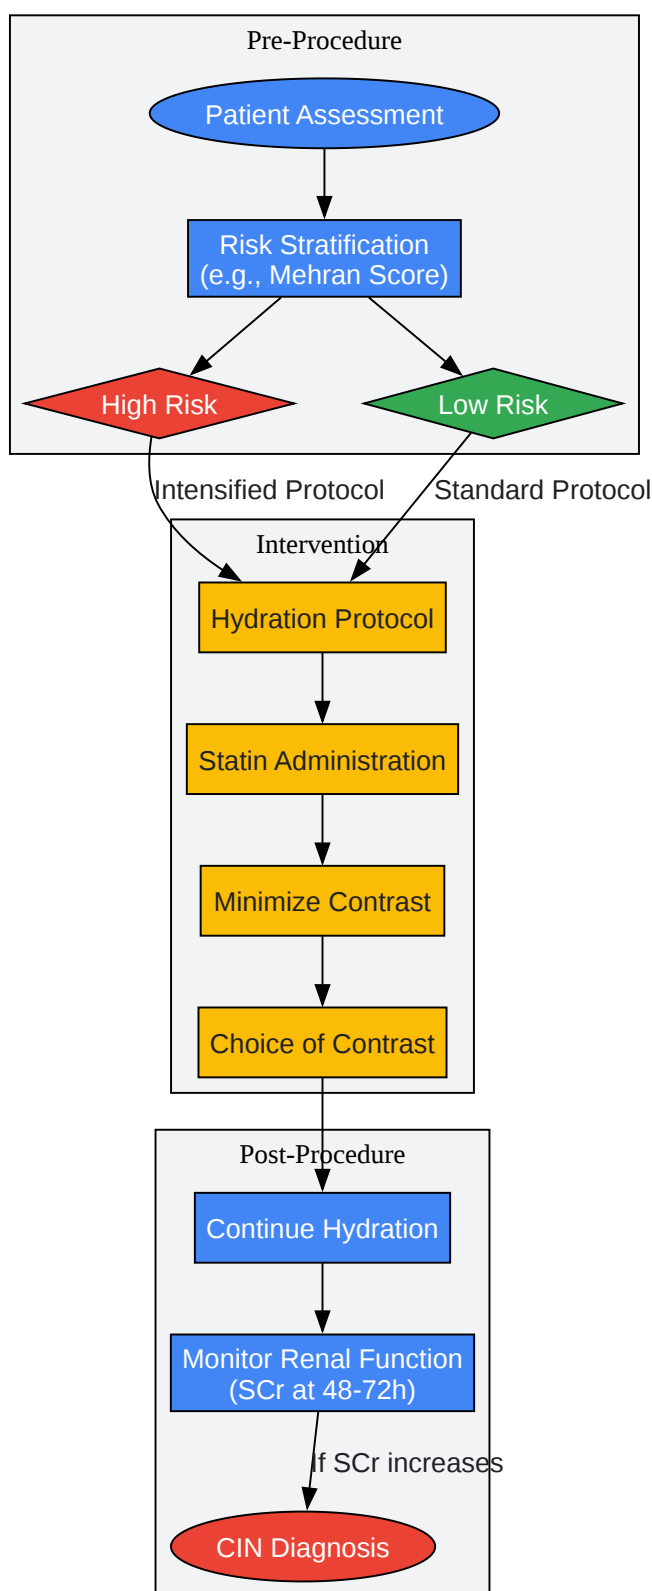 Pre-Procedure
Patient Assessment
Risk Stratification
(e.g., Mehran Score)
High Risk
Low Risk
Intensified Protocol
Standard Protocol
Intervention
Hydration Protocol
Statin Administration
Minimize Contrast
Choice of Contrast
Post-Procedure
Continue Hydration
Monitor Renal Function
(SCr at 48-72h)
If SCr increases
CIN Diagnosis